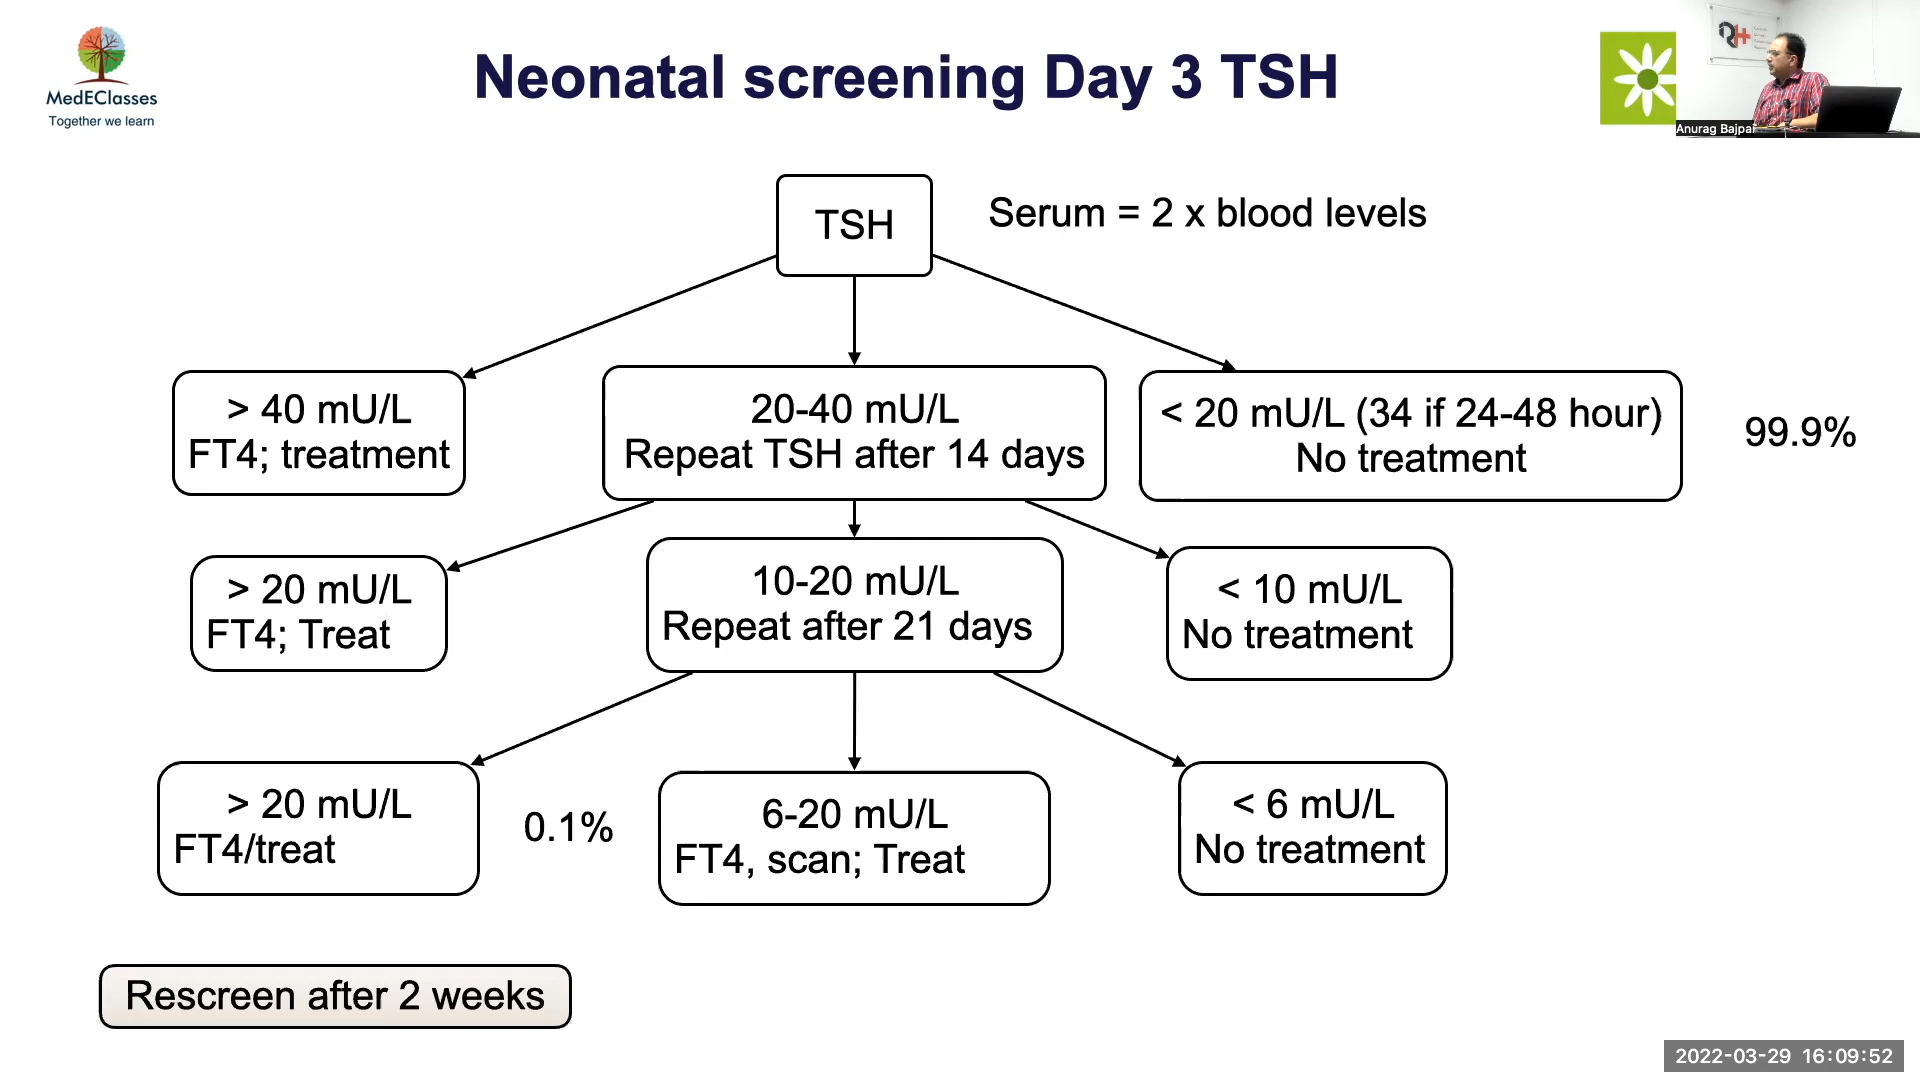 MedEClasses
Together we learn
Neonatal screening Day 3 TSH
Anurag Bajpai
TSH
Serum = 2 x blood levels
> 40 mU/L
FT4; treatment
20-40 mU/L
Repeat TSH after 14 days
< 20 mU/L (34 if 24-48 hour)
No treatment
99.9%
> 20 mU/L
FT4; Treat
10-20 mU/L
Repeat after 21 days
< 10 mU/L
No treatment
> 20 mU/L
FT4/treat
0.1%
6-20 mU/L
FT4, scan; Treat
< 6 mU/L
No treatment
Rescreen after 2 weeks
2022-03-29 16:09:52